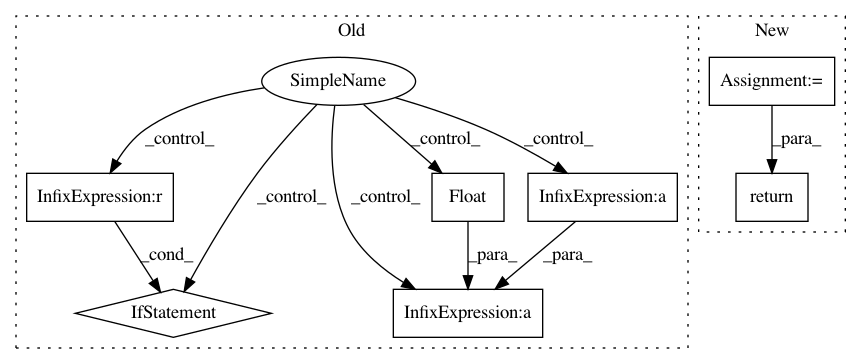 Old
New
SimpleName
Assignment:=
_control_
_control_
_control_
_control_
_control_
_para_
InfixExpression:r
Float
InfixExpression:a
return
_cond_
_para_
_para_
IfStatement
InfixExpression:a